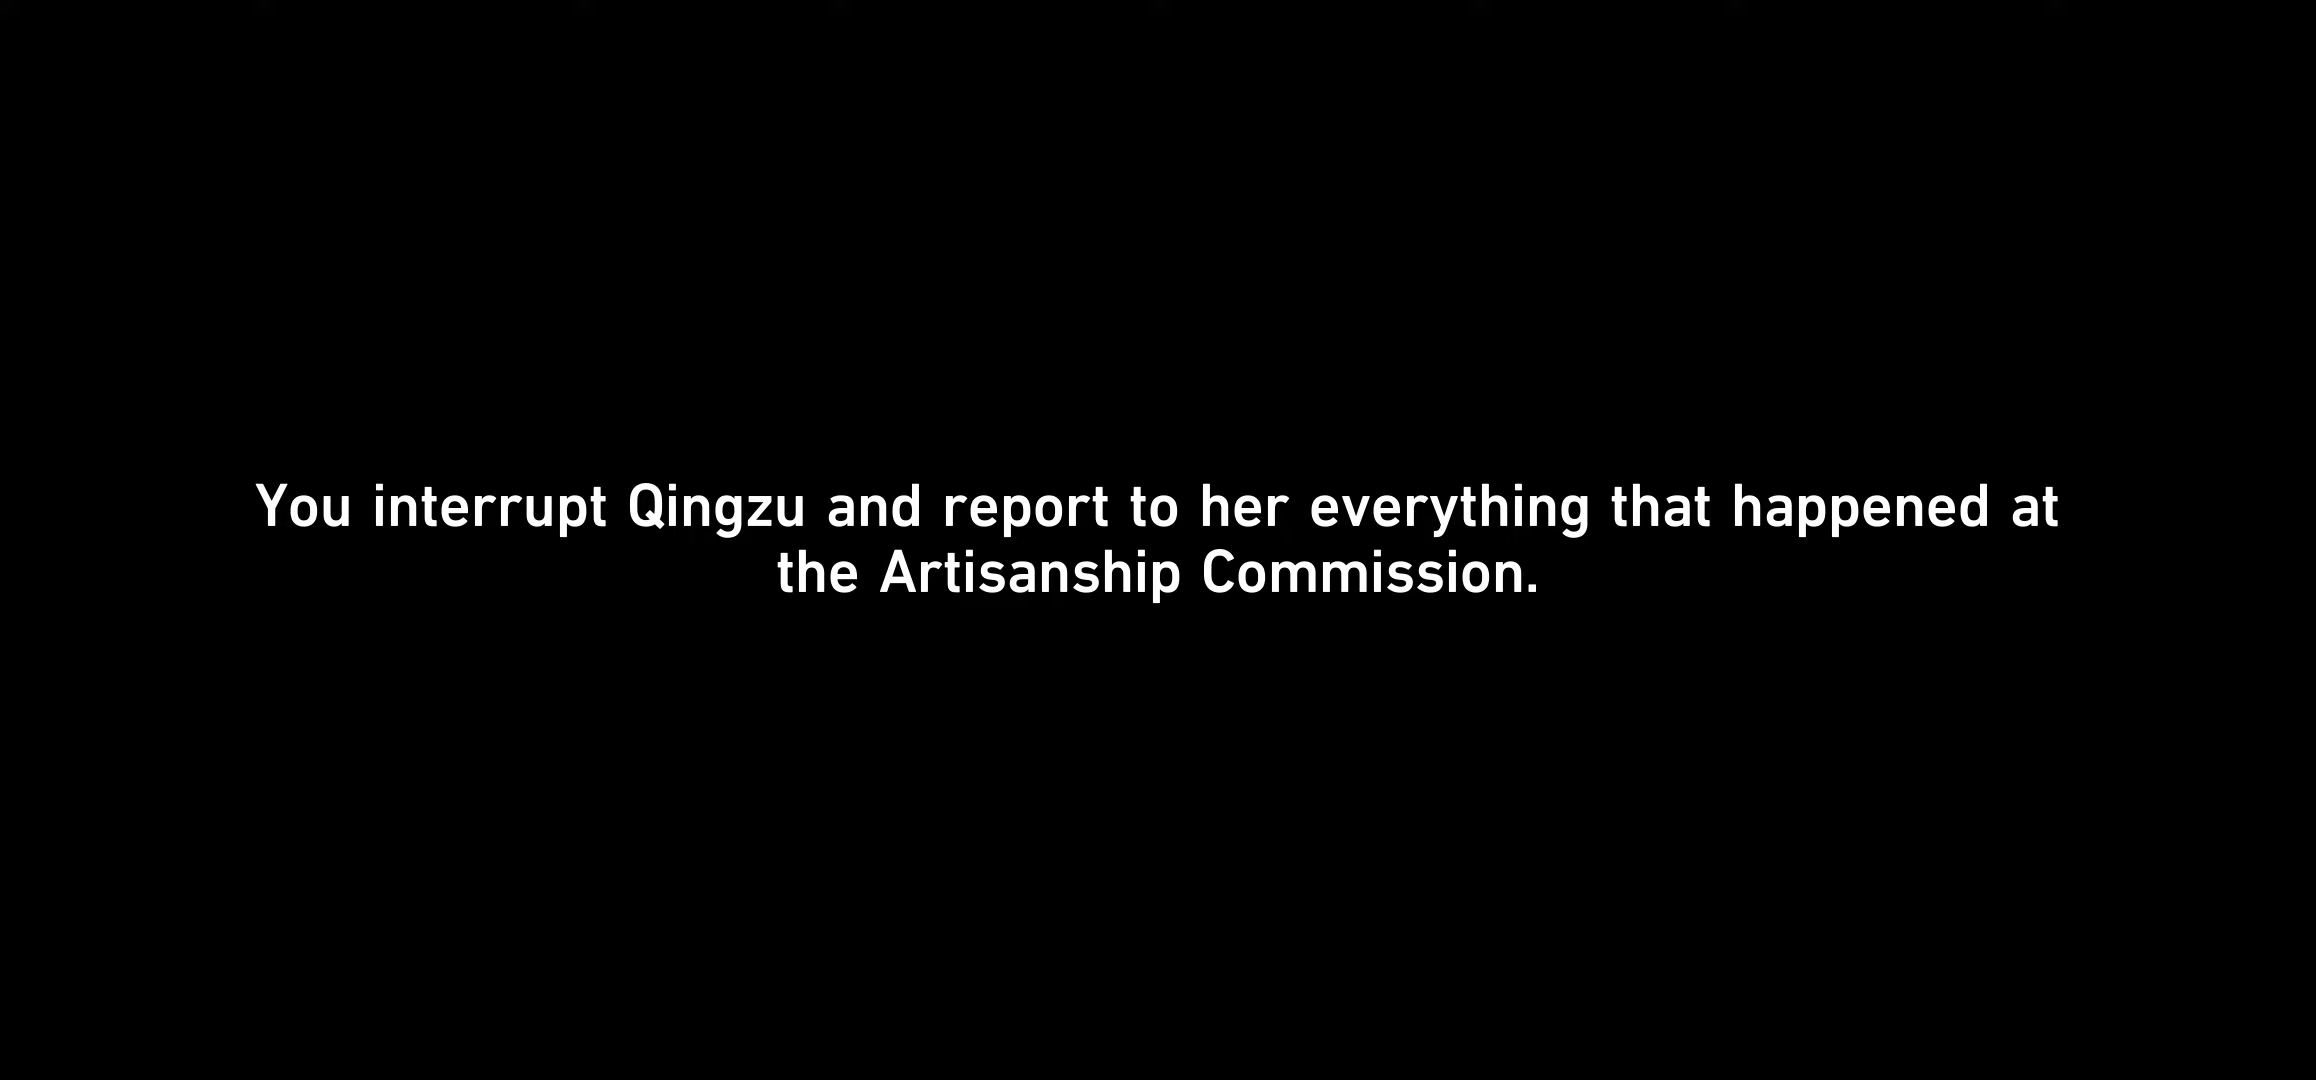 You interrupt Qingzu and report to her everything that happened at
the Artisanship Commission.